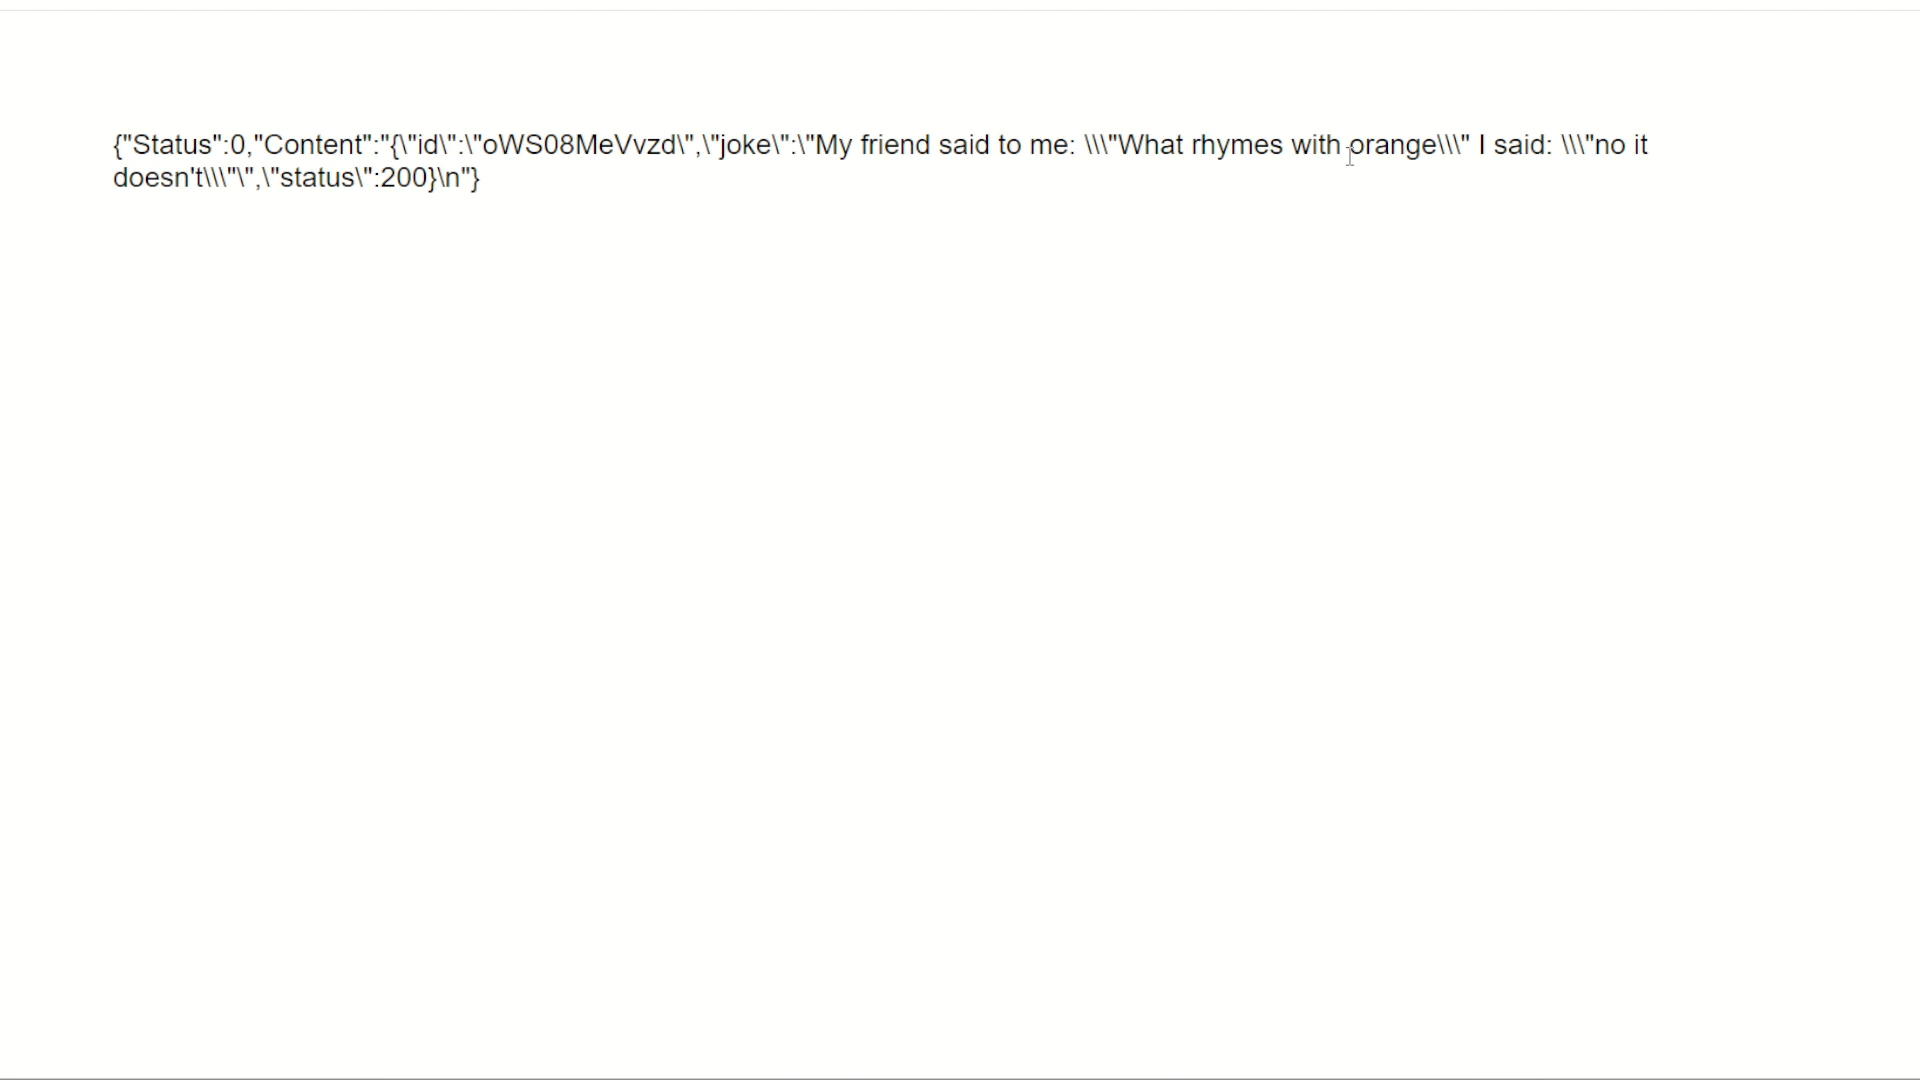 {"Status":0,"Content":"{\"id\":\"oWS08MeVvzd\",\"joke\":\"My friend said to me: \\\"What rhymes with orange\\\" I said: \\\"no it
doesn't\\\"\",\"status\":200}\n"}